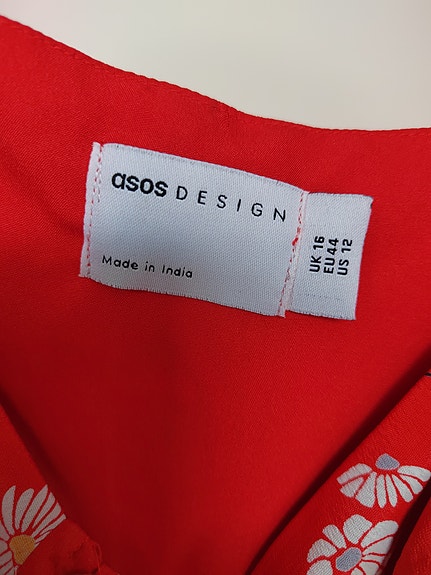 asos DESIGN
Made in India
UK 16
EU 44
US 12